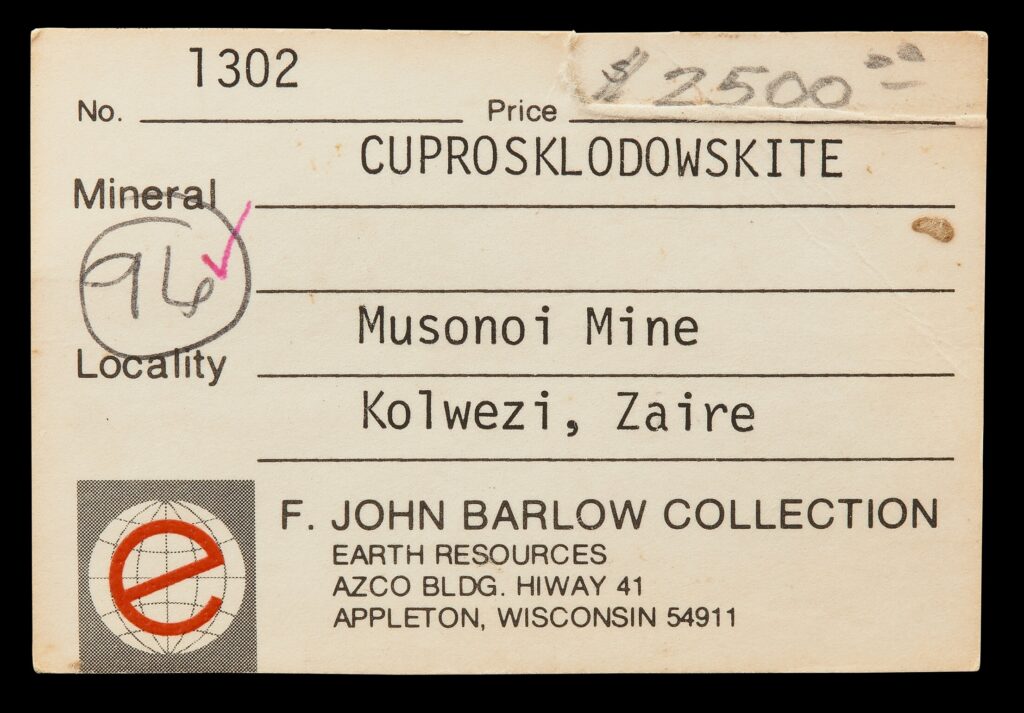 No. 1302 Price $2500 00
Mineral CUPROSKLODOWSKITE
96
Musonoi Mine
Locality
Kolwezi, Zaire
e
F. JOHN BARLOW COLLECTION
EARTH RESOURCES
AZCO BLDG. HIWAY 41
APPLETON, WISCONSIN 54911